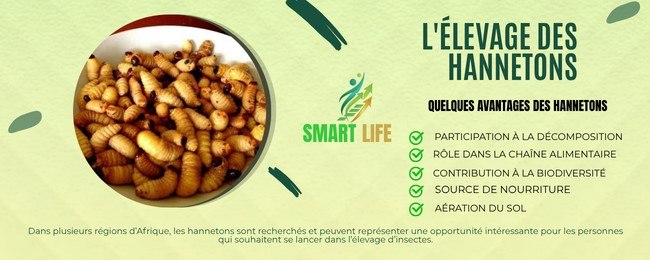 L'ÉLEVAGE DES
HANNETONS
QUELQUES AVANTAGES DES HANNETONS
SMART LIFE
PARTICIPATION À LA DÉCOMPOSITION
RÔLE DANS LA CHAÎNE ALIMENTAIRE
CONTRIBUTION À LA BIODIVERSITÉ
SOURCE DE NOURRITURE
AÉRATION DU SOL
Dans plusieurs régions d'Afrique, les hannetons sont recherchés et peuvent représenter une opportunité intéressante pour les personnes
qui souhaitent se lancer dans l'élevage d'insectes.